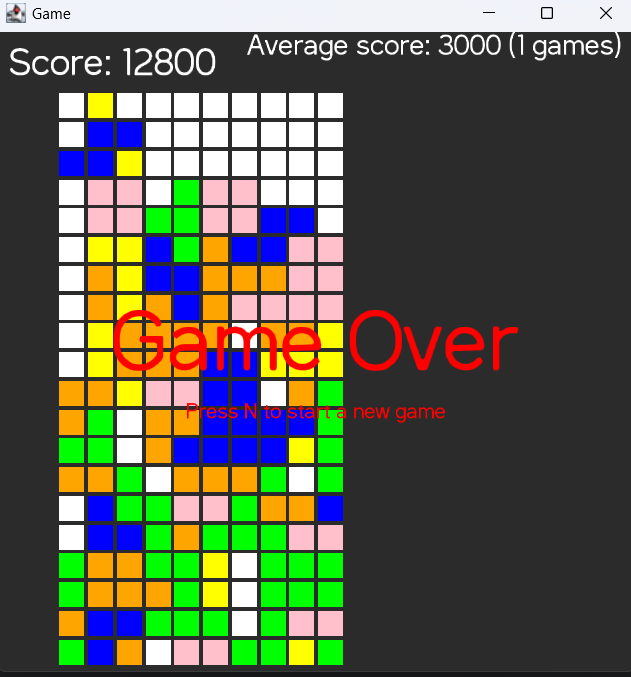 Game
Average score: 3000 (1 games)
Score: 12800
Game Over
Press N to start a new game